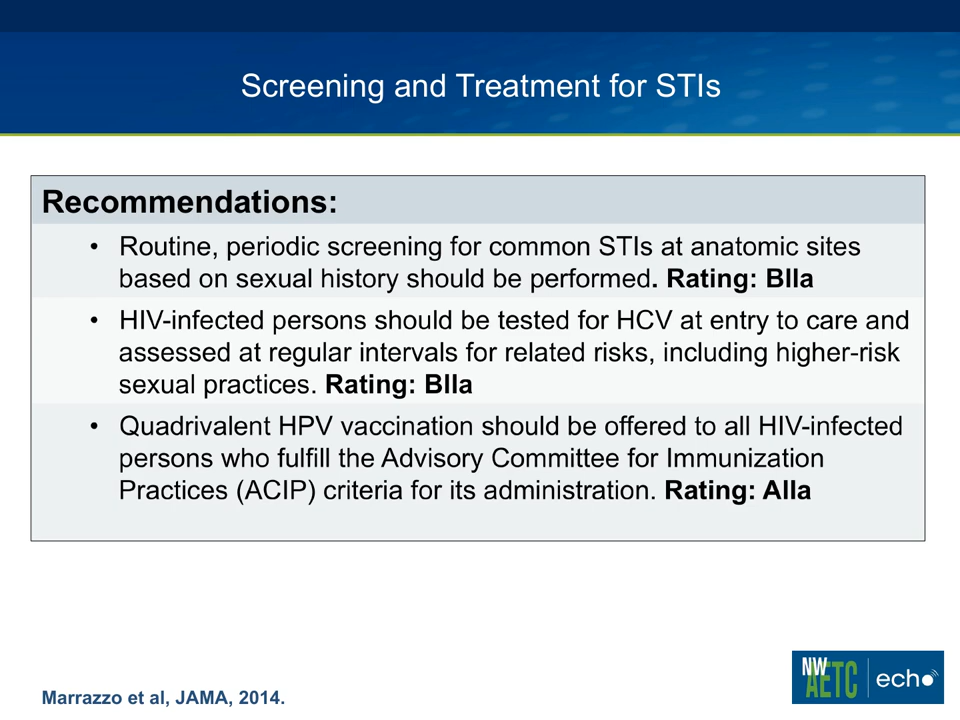 Screening and Treatment for STIs
Recommendations:
• Routine, periodic screening for common STIs at anatomic sites
based on sexual history should be performed. Rating: BIIa
• HIV-infected persons should be tested for HCV at entry to care and
assessed at regular intervals for related risks, including higher-risk
sexual practices. Rating: BIIa
• Quadrivalent HPV vaccination should be offered to all HIV-infected
persons who fulfill the Advisory Committee for Immunization
Practices (ACIP) criteria for its administration. Rating: AIIa
NW
AETC echo
Marrazzo et al, JAMA, 2014.